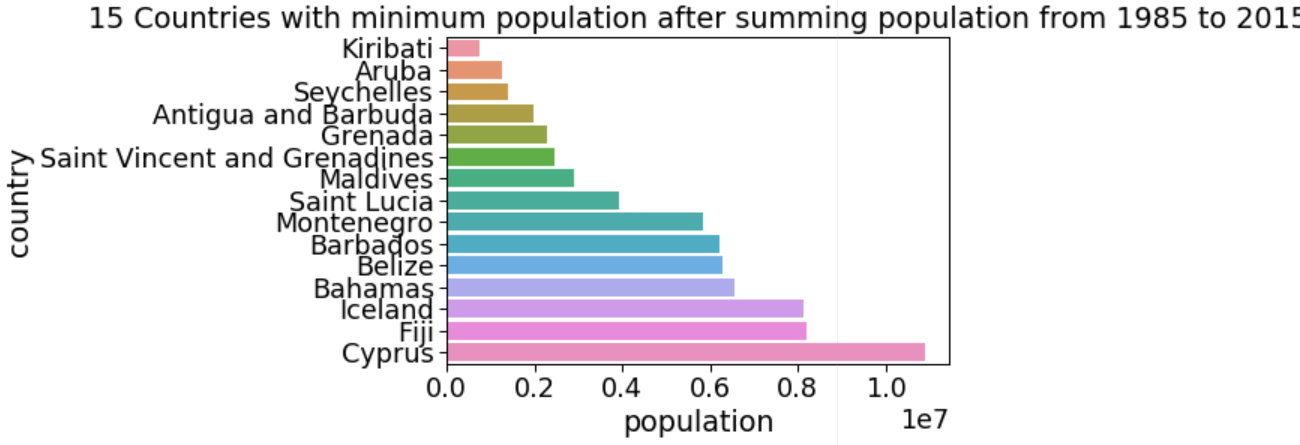 15 Countries with minimum population after summing population from 1985 to 2015
Kiribati
Aruba
Seychelles
Antigua and Barbuda
Grenada
Saint Vincent and Grenadines
Maldives
Saint Lucia
Montenegro
Barbados
Belize
Bahamas
Iceland
Fiji
Cyprus
country
0.0 0.2 0.4 0.6 0.8 1.0
1e7
population